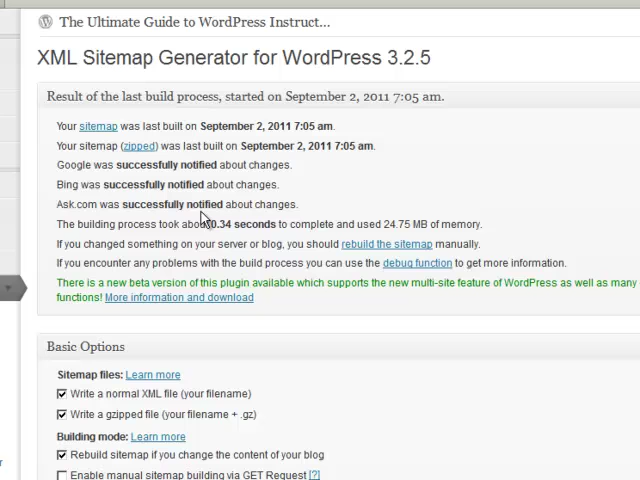 The Ultimate Guide to WordPress Instruct...
XML Sitemap Generator for WordPress 3.2.5
Result of the last build process, started on September 2, 2011 7:05 am.
Your sitemap was last built on September 2, 2011 7:05 am.
Your sitemap (zipped) was last built on September 2, 2011 7:05 am.
Google was successfully notified about changes.
Bing was successfully notified about changes.
Ask.com was successfully notified about changes.
The building process took about 0.34 seconds to complete and used 24.75 MB of memory.
If you changed something on your server or blog, you should rebuild the sitemap manually.
If you encounter any problems with the build process you can use the debug function to get more information.
There is a new beta version of this plugin available which supports the new multi-site feature of WordPress as well as many
functions! More information and download
Basic Options
Sitemap files: Learn more
Write a normal XML file (your filename)
Write a gzipped file (your filename + .gz)
Building mode: Learn more
Rebuild sitemap if you change the content of your blog
Enable manual sitemap building via GET Request [?]